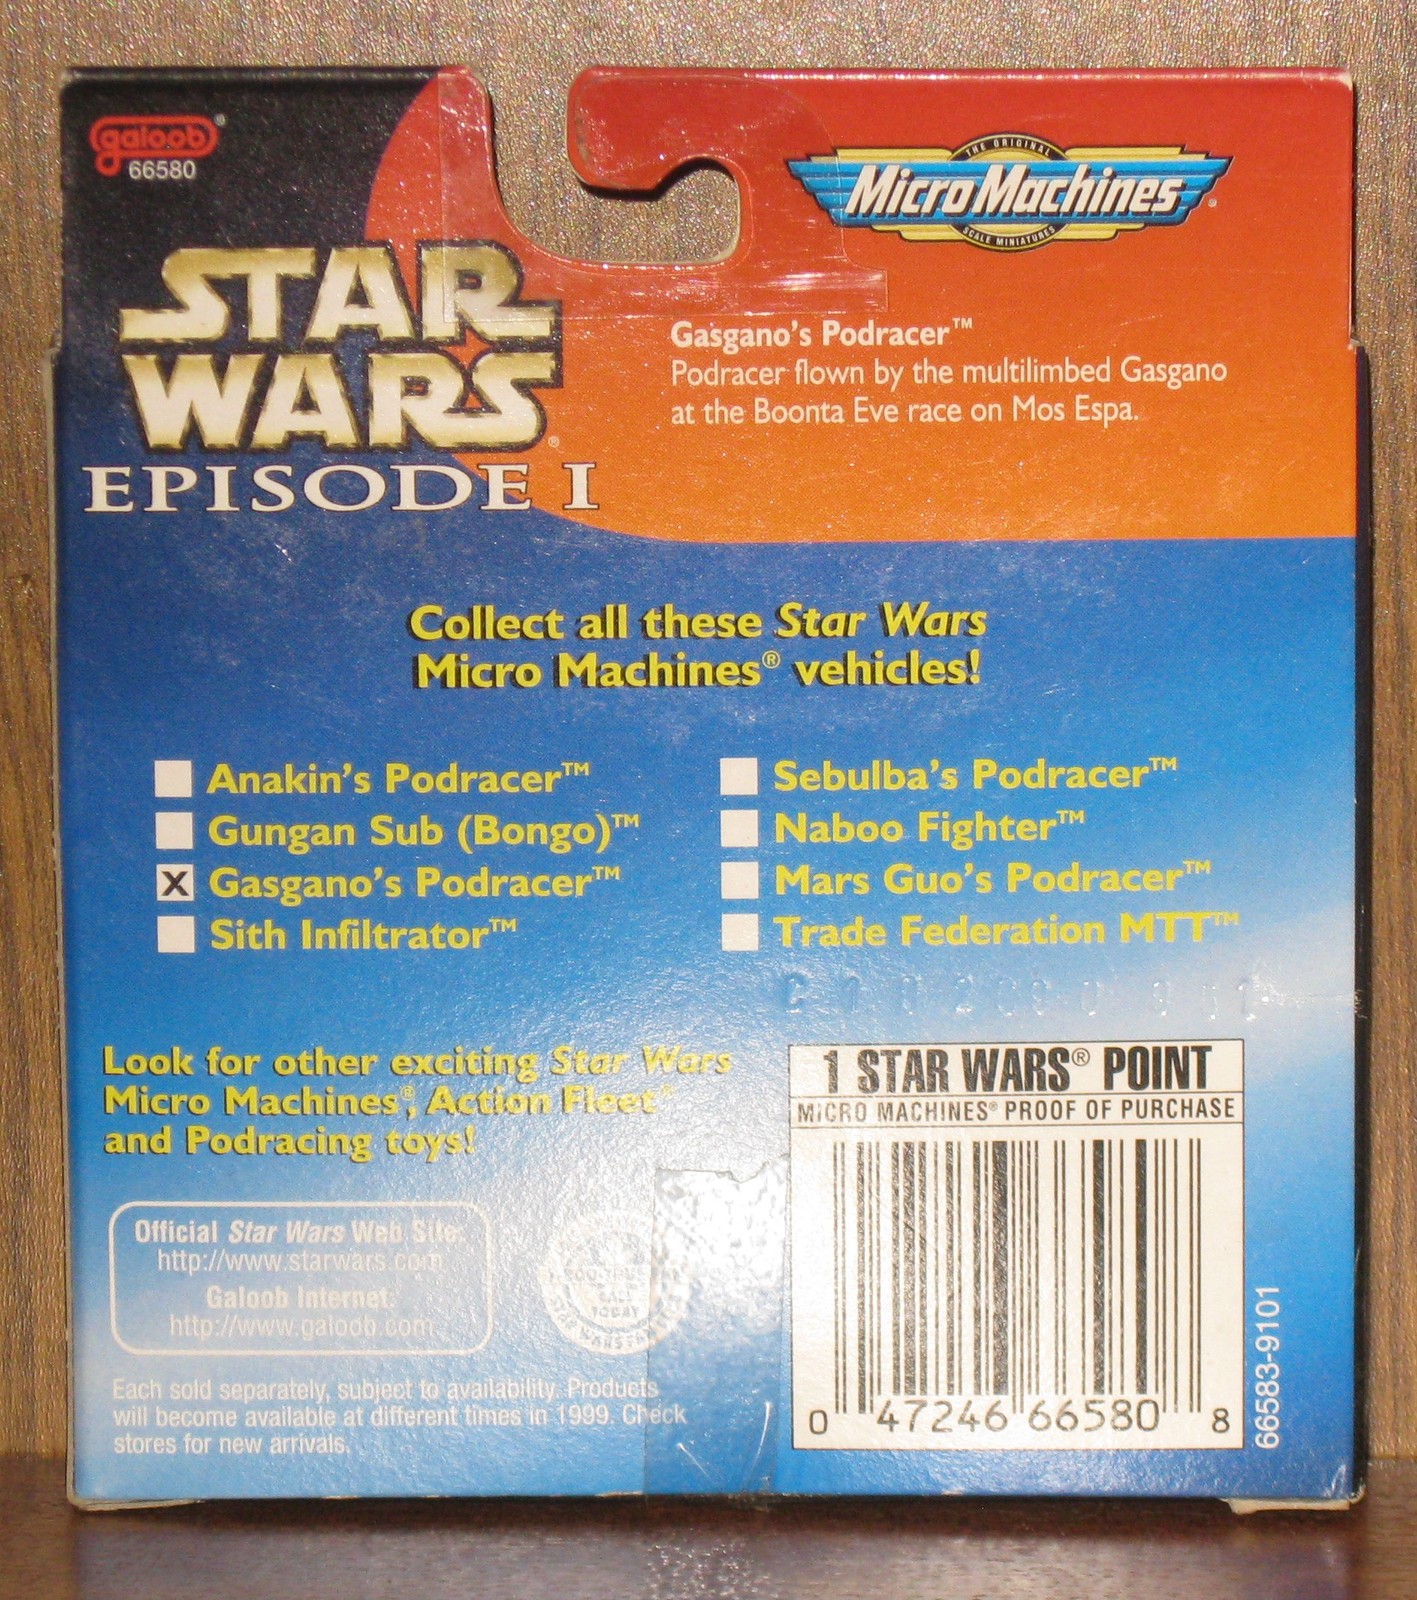 galoob®
66580
THE ORIGINAL
Micro Machines®
SCALE MINIATURES
STAR
WARS®
EPISODE I
Gasgano's Podracer™
Podracer flown by the multilimbed Gasgano
at the Boonta Eve race on Mos Espa.
Collect all these Star Wars
Micro Machines® vehicles!
Anakin's Podracer™
Gungan Sub (Bongo)™
X Gasgano's Podracer™
Sith Infiltrator™
Sebulba's Podracer™
Naboo Fighter™
Mars Guo's Podracer™
Trade Federation MTT™
Look for other exciting Star Wars
Micro Machines®, Action Fleet®
and Podracing toys!
Official Star Wars Web Site:
http://www.starwars.com
Galoob Internet:
http://www.galoob.com
TODAY
Each sold separately, subject to availability. Products
will become available at different times in 1999. Check
stores for new arrivals.
1 STAR WARS® POINT
MICRO MACHINES® PROOF OF PURCHASE
0 47246 66580 8
66583-9101